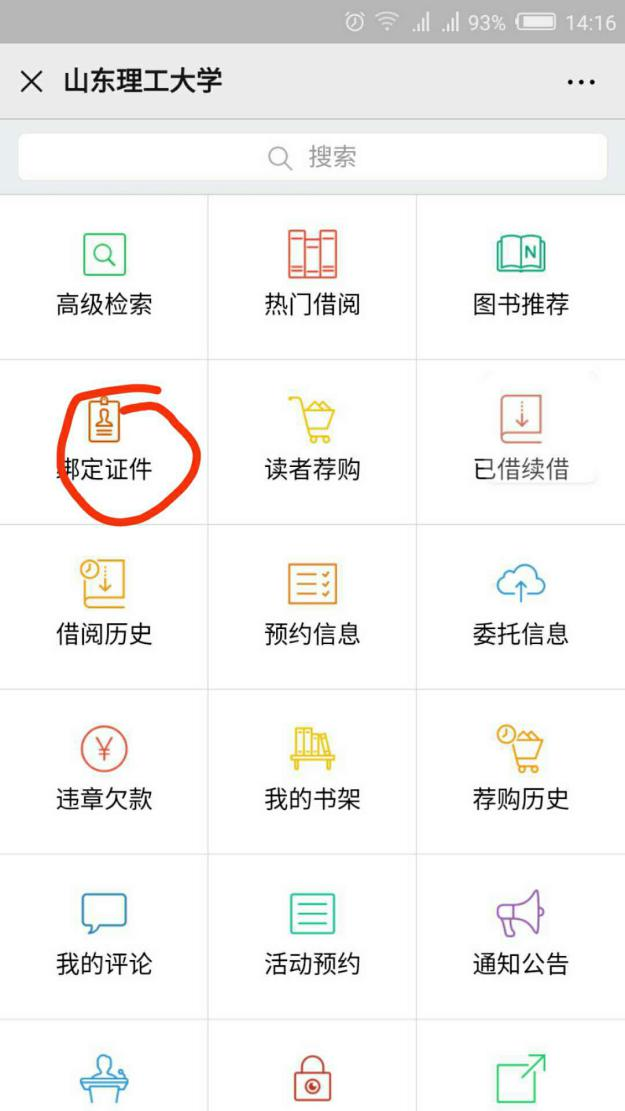 93% 14:16
山东理工大学
搜索
高级检索 热门借阅 图书推荐
N
绑定证件 读者荐购 已借续借
借阅历史 预约信息 委托信息
¥
违章欠款 我的书架 荐购历史
我的评论 活动预约 通知公告